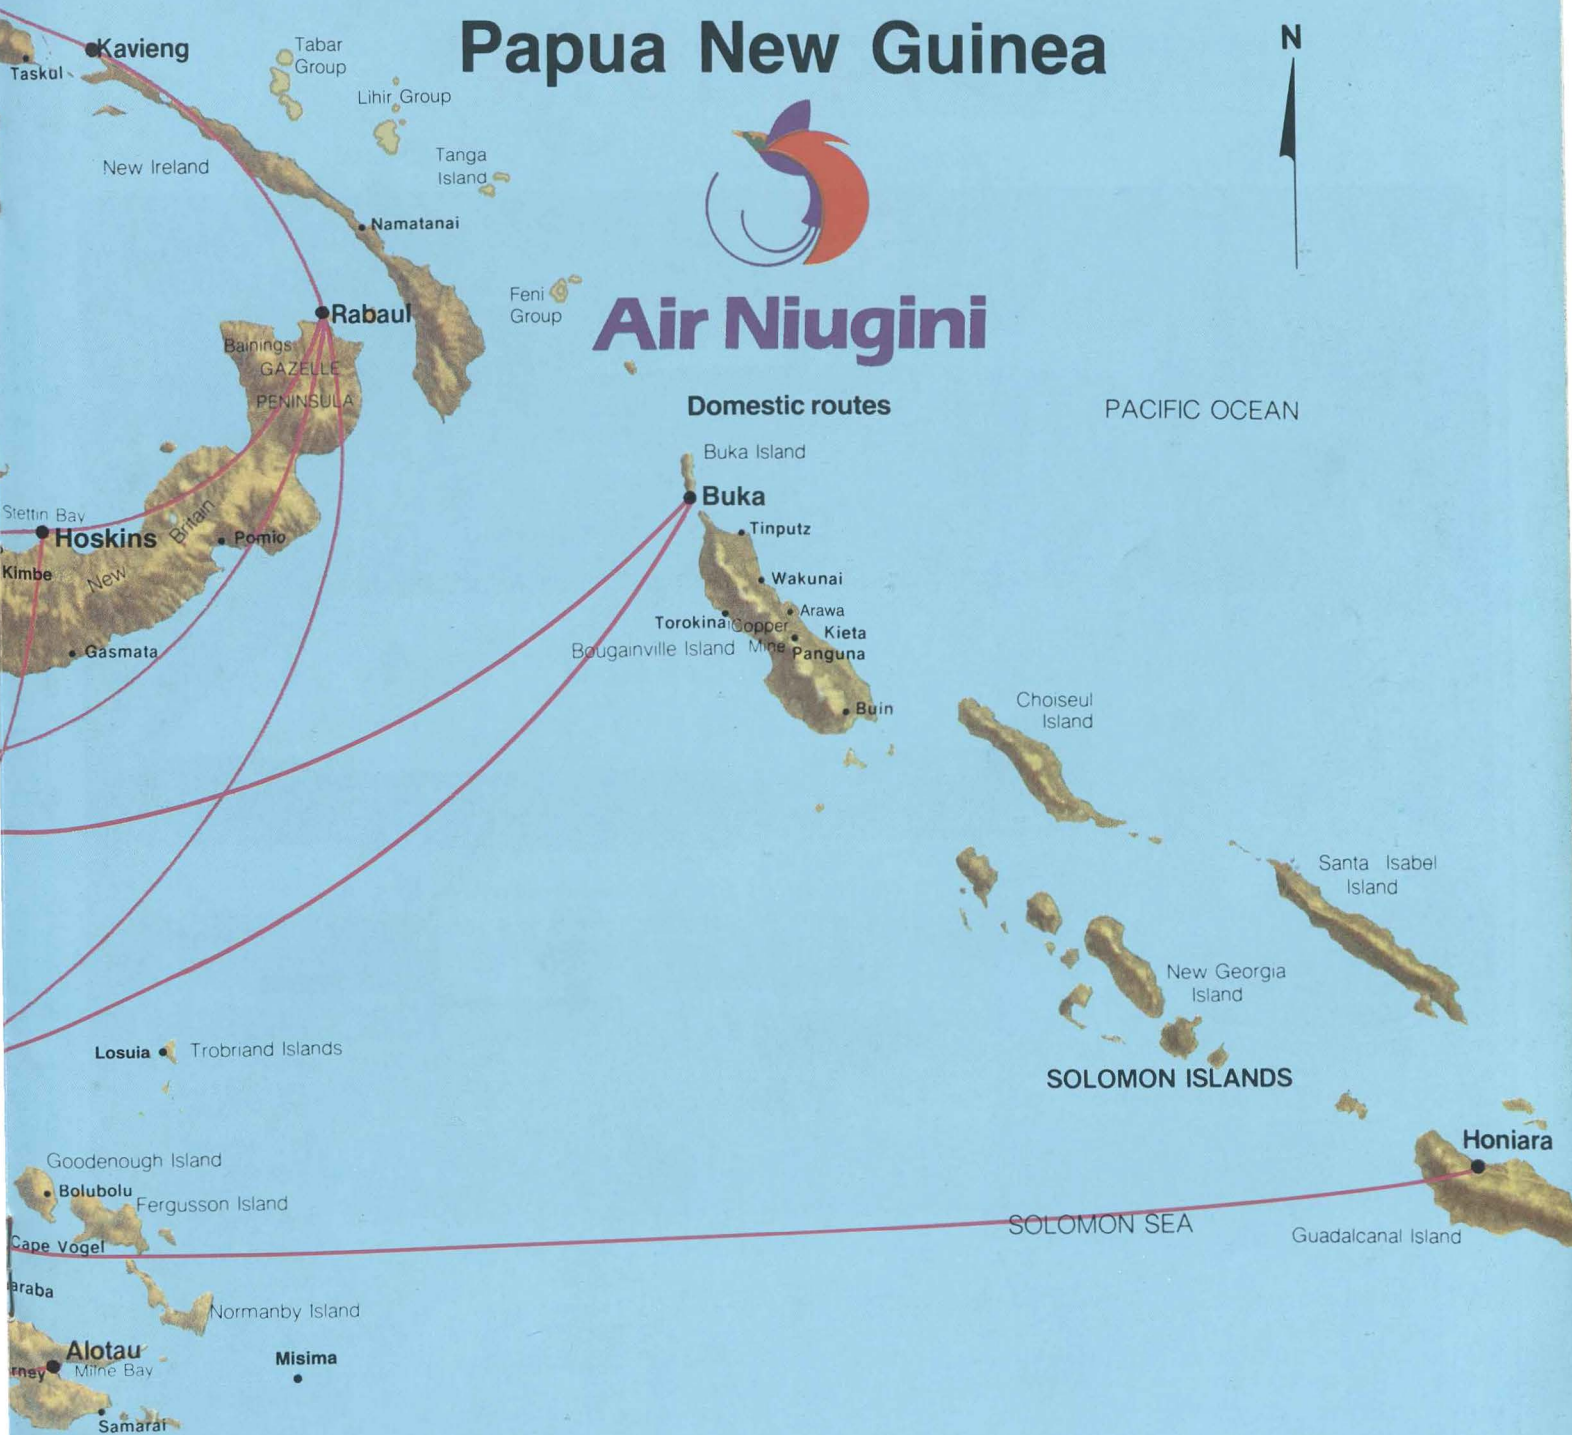 Papua New Guinea
N
Kavieng
Taskul
Tabar
Group
Lihir Group
Tanga
Island
New Ireland
Namatanai
Feni
Group
Air Niugini
Rabaul
Bainings
GAZELLE
PENINSULA
Domestic routes
PACIFIC OCEAN
Buka Island
Buka
Stettin Bay
Hoskins
Kimbe
New Britain
Pomio
Gasmata
Tinputz
Wakunai
Arawa
Torokina
Copper
Mine
Kieta
Panguna
Bougainville Island
Buin
Choiseul
Island
Santa Isabel
Island
New Georgia
Island
SOLOMON ISLANDS
Losuia
Trobriand Islands
Honiara
Goodenough Island
Bolubolu
Fergusson Island
SOLOMON SEA
Guadalcanal Island
Cape Vogel
araba
Normanby Island
Alotau
rney
Milne Bay
Misima
Samarai